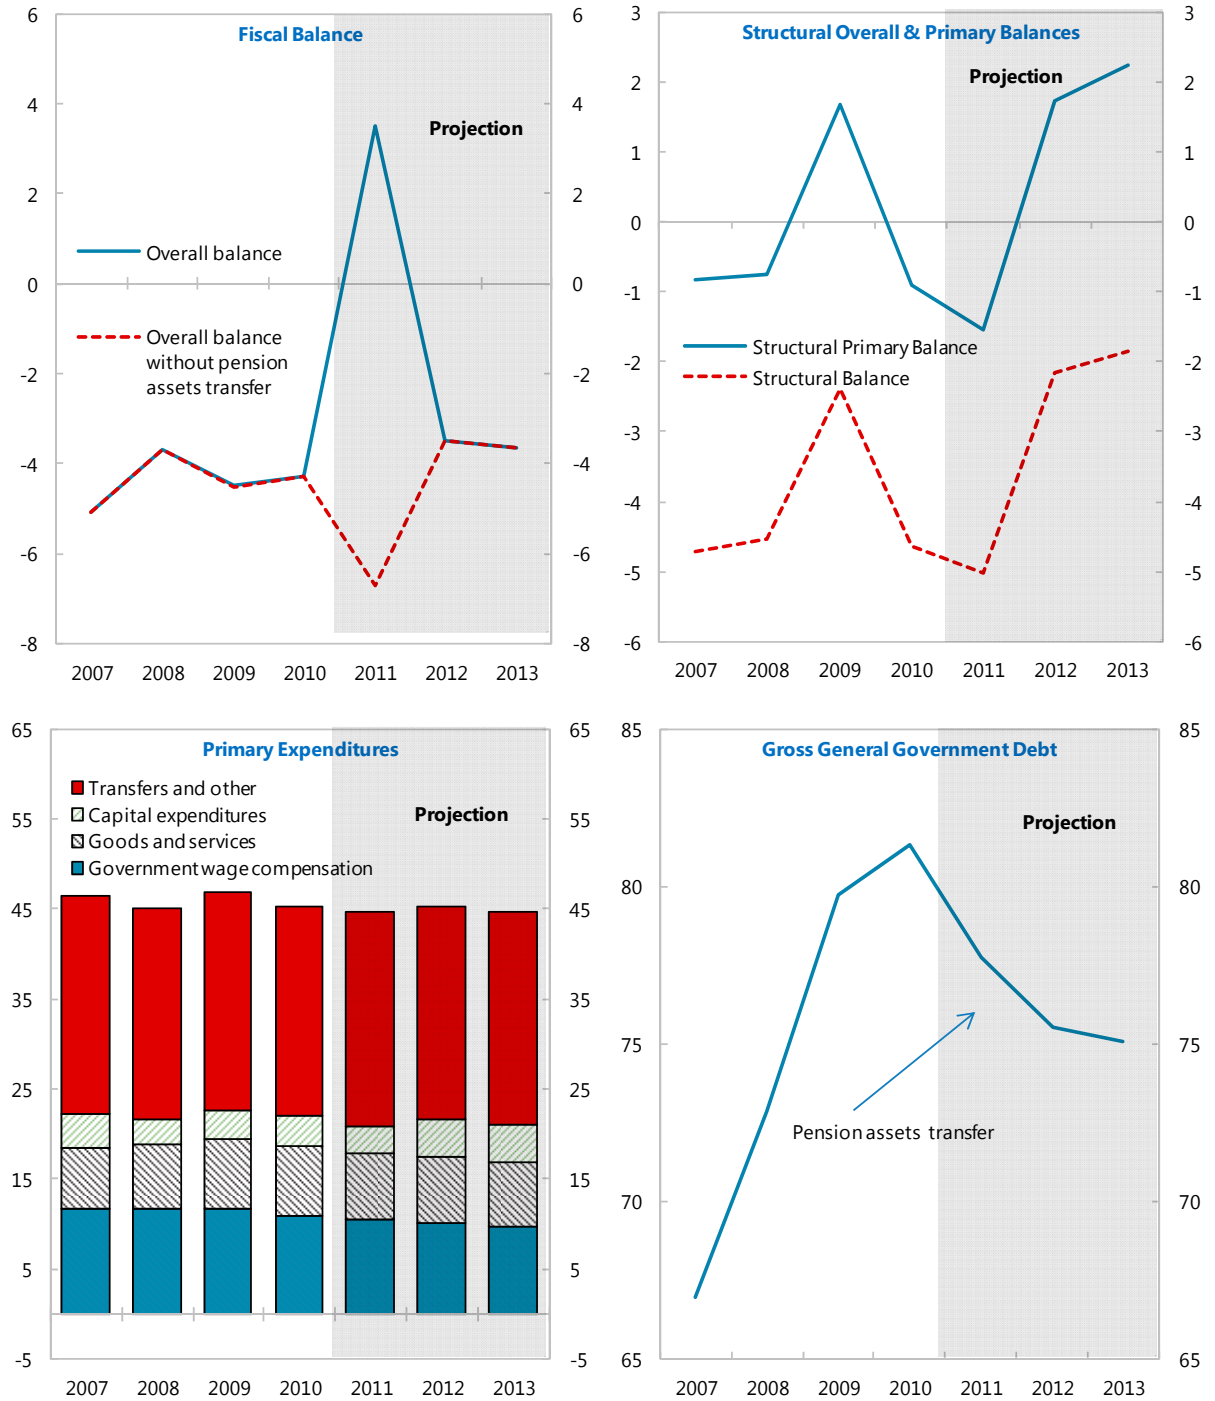 Fiscal Balance
6
4
2
0
-2
-4
-6
-8
6
4
2
0
-2
-4
-6
-8
Projection
Overall balance
Overall balance
without pension
assets transfer
2007 2008 2009 2010 2011 2012 2013
Structural Overall & Primary Balances
3
2
1
0
-1
-2
-3
-4
-5
-6
3
2
1
0
-1
-2
-3
-4
-5
-6
Projection
Structural Primary Balance
Structural Balance
2007 2008 2009 2010 2011 2012 2013
Primary Expenditures
65
55
45
35
25
15
5
-5
65
55
45
35
25
15
5
-5
Transfers and other
Capital expenditures
Goods and services
Government wage compensation
Projection
2007 2008 2009 2010 2011 2012 2013
Gross General Government Debt
85
80
75
70
65
85
80
75
70
65
Projection
Pension assets transfer
2007 2008 2009 2010 2011 2012 2013